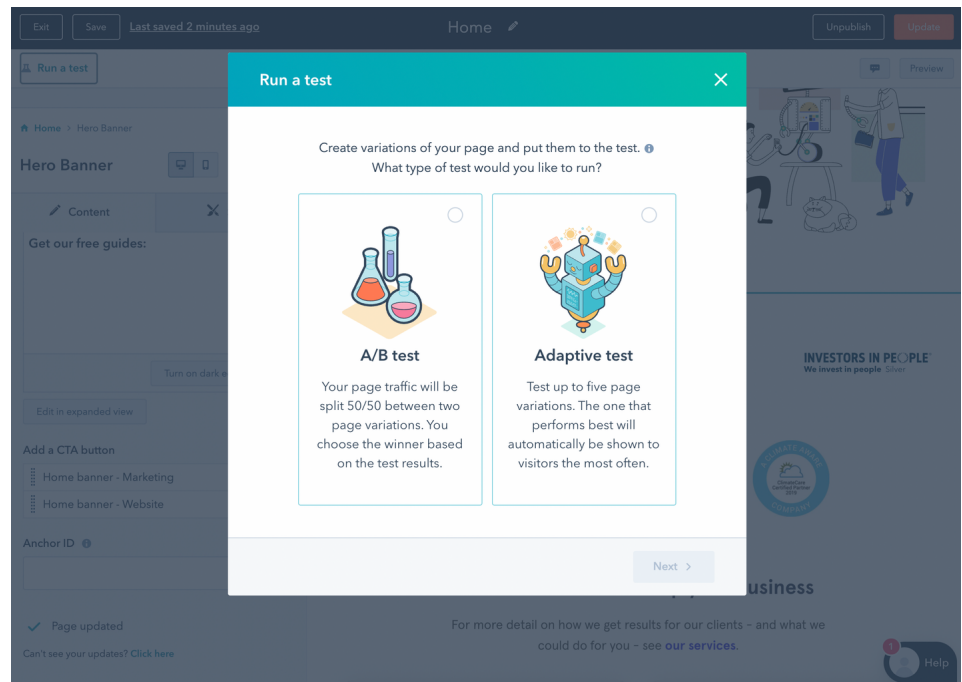 Exit
Save
Last saved 2 minutes ago
Home
Unpublish
Update
Run a test
Preview
Home > Hero Banner
Hero Banner
Content
Get our free guides:
Turn on dark
Edit in expanded view
Add a CTA button
Home banner - Marketing
Home banner - Website
Anchor ID
Page updated
Can't see your updates? Click here
Run a test
Create variations of your page and put them to the test.
What type of test would you like to run?
A/B test
Your page traffic will be
split 50/50 between two
page variations. You
choose the winner based
on the test results.
Adaptive test
Test up to five page
variations. The one that
performs best will
automatically be shown to
visitors the most often.
Next >
INVESTORS IN PEOPLE
We invest in people Silver
COMPANY
usiness
For more detail on how we get results for our clients - and what we
could do for you - see our services.
1
Help